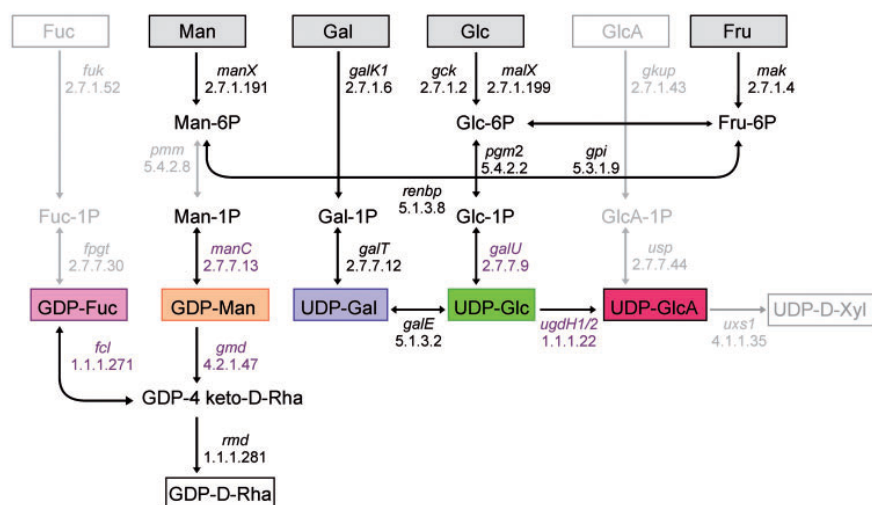 Fuc
Man
Gal
Glc
GlcA
Fru
fuk
2.7.1.52
manX
2.7.1.191
galK1
2.7.1.6
gck
2.7.1.2
malX
2.7.1.199
gkup
2.7.1.43
mak
2.7.1.4
Man-6P
Glc-6P
Fru-6P
pmm
5.4.2.8
pgm2
5.4.2.2
gpi
5.3.1.9
renbp
5.1.3.8
Fuc-1P
Man-1P
Gal-1P
Glc-1P
GlcA-1P
fpgt
2.7.7.30
manC
2.7.7.13
galT
2.7.7.12
galU
2.7.7.9
usp
2.7.7.44
GDP-Fuc
GDP-Man
UDP-Gal
UDP-Glc
UDP-GlcA
UDP-D-Xyl
galE
5.1.3.2
ugdH1/2
1.1.1.22
uxs1
4.1.1.35
fcl
1.1.1.271
gmd
4.2.1.47
GDP-4 keto-D-Rha
rmd
1.1.1.281
GDP-D-Rha